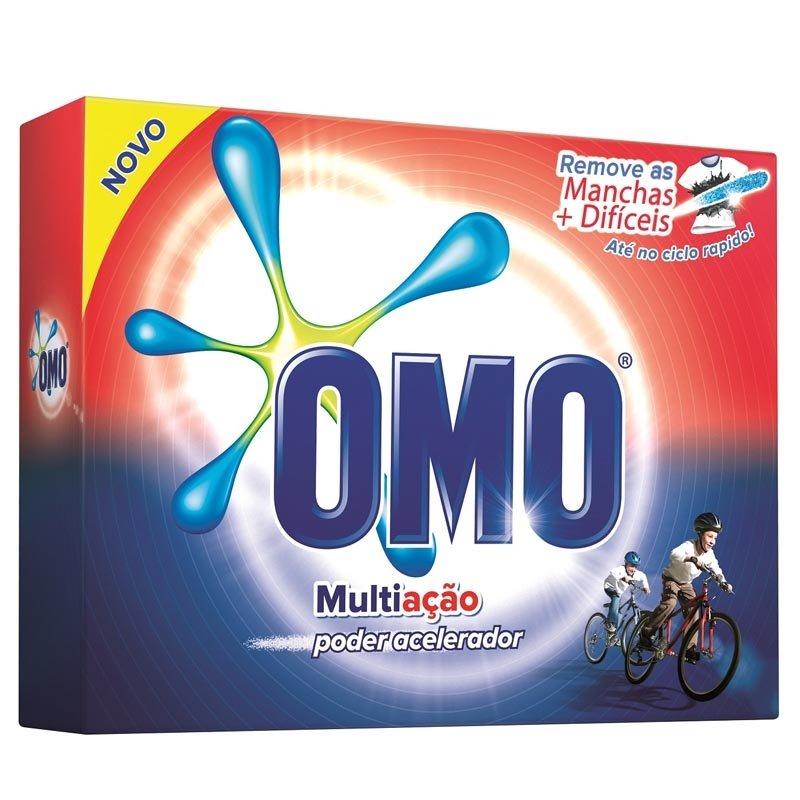 NOVO
Remove as
Manchas
+ Difíceis
Até no ciclo rapido!
OMO®
OMO
Multiação
poder acelerador